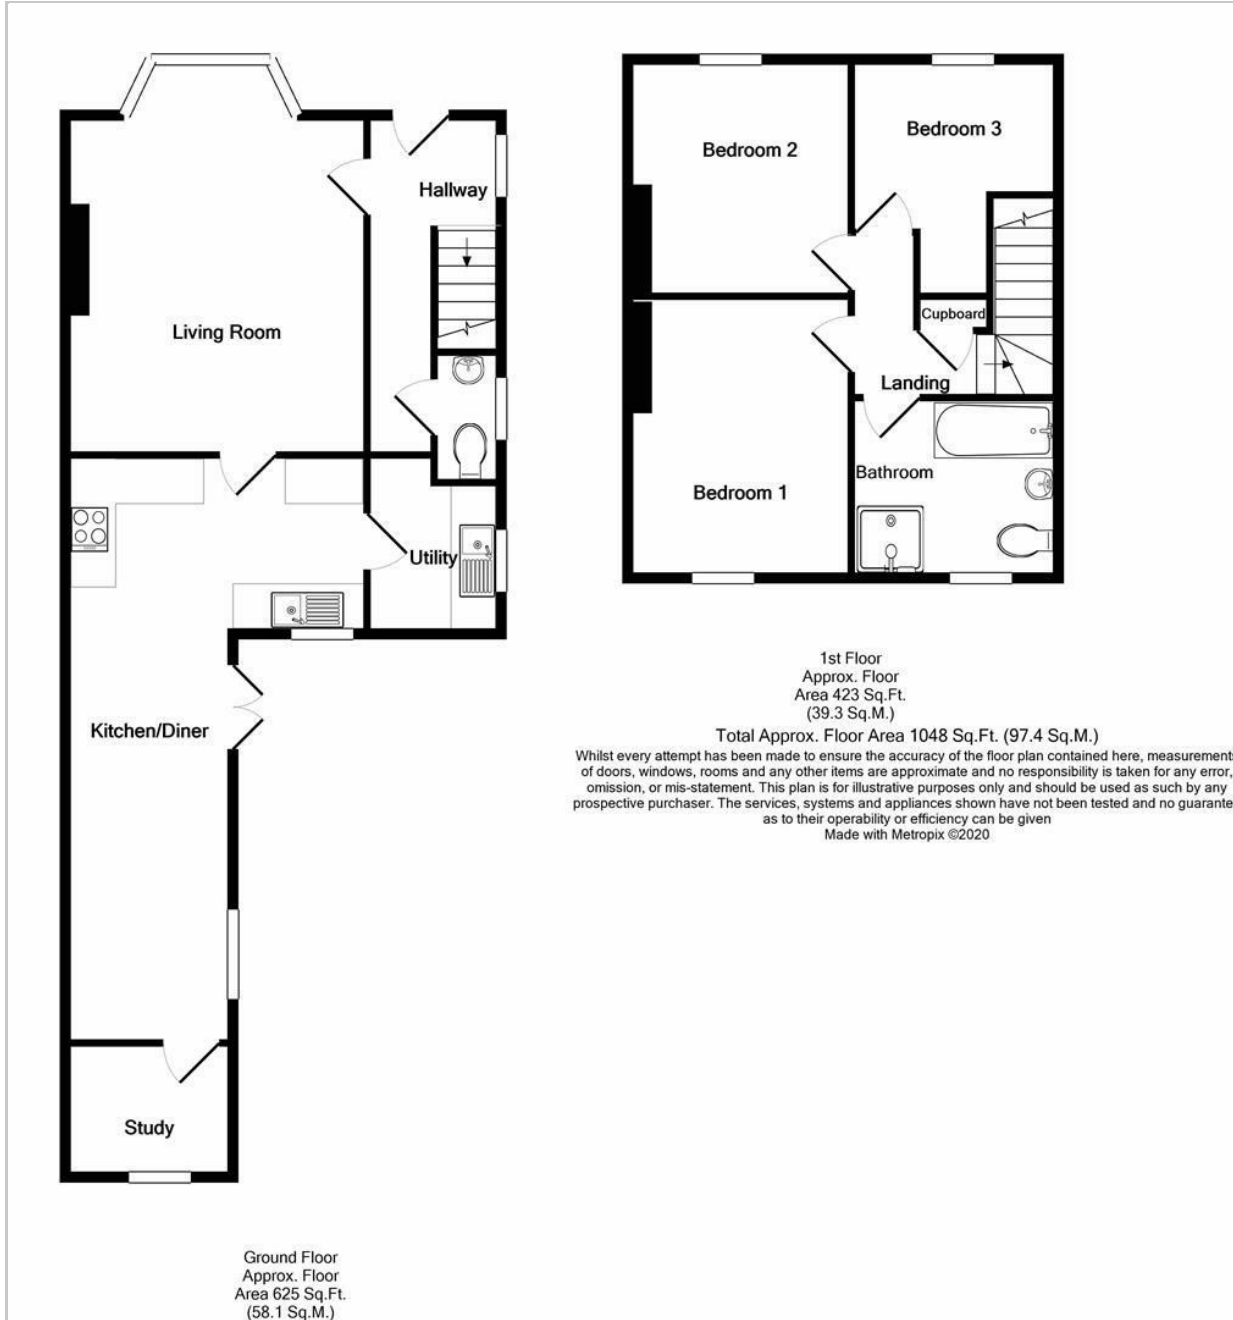 Living Room
Hallway
Utility
Kitchen/Diner
Study
Ground Floor
Approx. Floor
Area 625 Sq.Ft.
(58.1 Sq.M.)
Bedroom 2
Bedroom 3
Cupboard
Landing
Bathroom
Bedroom 1
1st Floor
Approx. Floor
Area 423 Sq.Ft.
(39.3 Sq.M.)
Total Approx. Floor Area 1048 Sq.Ft. (97.4 Sq.M.)
Whilst every attempt has been made to ensure the accuracy of the floor plan contained here, measurements
of doors, windows, rooms and any other items are approximate and no responsibility is taken for any error,
omission, or mis-statement. This plan is for illustrative purposes only and should be used as such by any
prospective purchaser. The services, systems and appliances shown have not been tested and no guarante
as to their operability or efficiency can be given
Made with Metropix ©2020